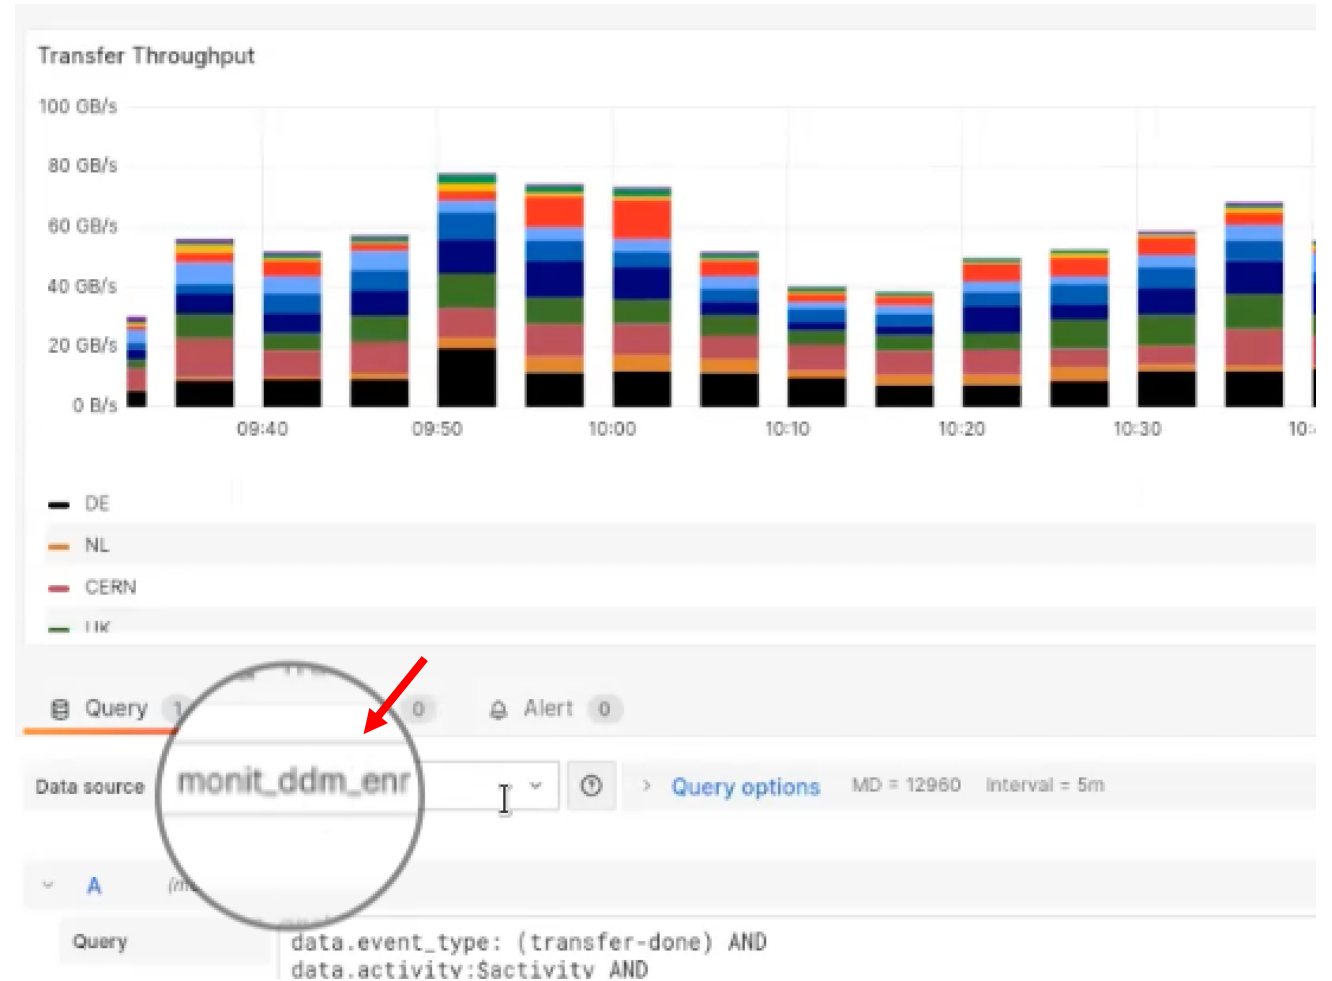 Transfer Throughput
100 GB/s
80 GB/s
60 GB/s
40 GB/s
20 GB/s
0 B/s
09:40 09:50 10:00 10:10 10:20 10:30
DE
NL
CERN
UK
Query 1 0 Alert 0
Data source monit_ddm_enr Query options MD = 12960 Interval = 5m
A
Query data.event_type: (transfer-done) AND
data.activity:$activity AND